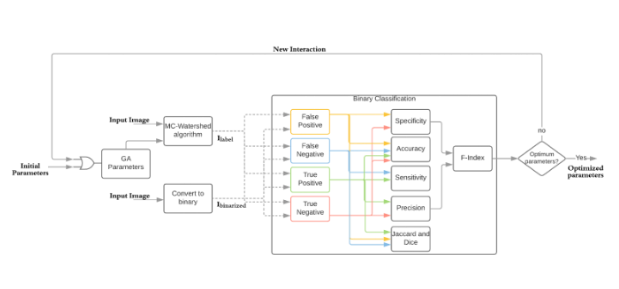 New Interaction
Binary Classification
Input Image
MC-Watershed
algorithm
I label
False
Positive
Specificity
Initial
Parameters
GA
Parameters
False
Negative
Accuracy
F-Index
no
Optimum
parameters?
Yes
Optimized
parameters
True
Positive
Sensitivity
Input Image
Convert to
binary
I binarized
True
Negative
Precision
Jaccard and
Dice